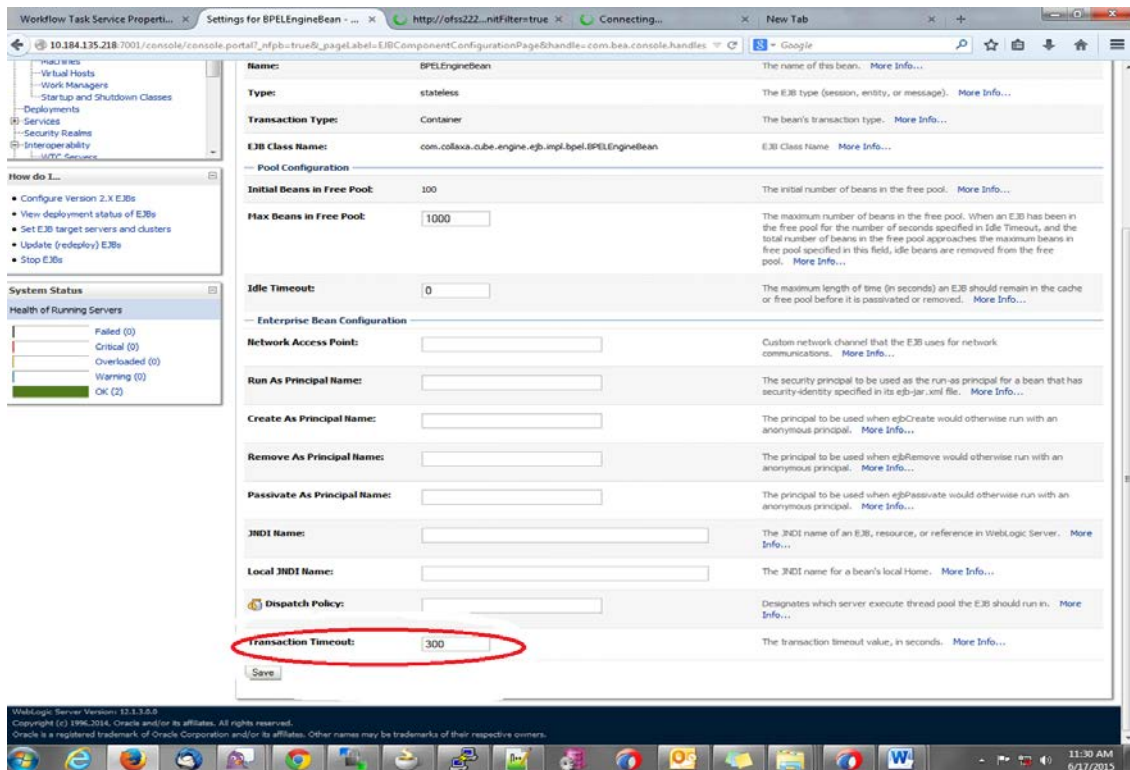 Workflow Task Service Properti... ×
Settings for BPELEngineBean - ... ×
http://ofss222...nitFilter=true ×
Connecting... ×
New Tab ×
+
10.184.135.218:7001/console/console.portal?_nfpb=true&_pageLabel=EJBComponentConfigurationPage&handle=com.bea.console.handles
Google
Machines
Virtual Hosts
Work Managers
Startup and Shutdown Classes
Deployments
Services
Security Realms
Interoperability
WTC Servers
How do I...
Configure Version 2.X EJBs
View deployment status of EJBs
Set EJB target servers and clusters
Update (redeploy) EJBs
Stop EJBs
System Status
Health of Running Servers
Failed (0)
Critical (0)
Overloaded (0)
Warning (0)
OK (2)
Name: BPELEngineBean The name of this bean. More Info...
Type: stateless The EJB type (session, entity, or message). More Info...
Transaction Type: Container The bean's transaction type. More Info...
EJB Class Name: com.collaxa.cube.engine.ejb.impl.bpel.BPELEngineBean EJB Class Name More Info...
Pool Configuration
Initial Beans in Free Pool: 100 The initial number of beans in the free pool. More Info...
Max Beans in Free Pool: 1000 The maximum number of beans in the free pool. When an EJB has been in
the free pool for the number of seconds specified in Idle Timeout, and the
total number of beans in the free pool approaches the maximum beans in
free pool specified in this field, idle beans are removed from the free
pool. More Info...
Idle Timeout: 0 The maximum length of time (in seconds) an EJB should remain in the cache
or free pool before it is passivated or removed. More Info...
Enterprise Bean Configuration
Network Access Point: Custom network channel that the EJB uses for network
communications. More Info...
Run As Principal Name: The security principal to be used as the run-as principal for a bean that has
security-identity specified in its ejb-jar.xml file. More Info...
Create As Principal Name: The principal to be used when ejbCreate would otherwise run with an
anonymous principal. More Info...
Remove As Principal Name: The principal to be used when ejbRemove would otherwise run with an
anonymous principal. More Info...
Passivate As Principal Name: The principal to be used when ejbPassivate would otherwise run with an
anonymous principal. More Info...
JNDI Name: The JNDI name of an EJB, resource, or reference in WebLogic Server. More
Info...
Local JNDI Name: The JNDI name for a bean's local Home. More Info...
Dispatch Policy: Designates which server execute thread pool the EJB should run in. More
Info...
Transaction Timeout: 300 The transaction timeout value, in seconds. More Info...
Save
WebLogic Server Version: 12.1.3.0.0
Copyright (c) 1996,2014, Oracle and/or its affiliates. All rights reserved.
Oracle is a registered trademark of Oracle Corporation and/or its affiliates. Other names may be trademarks of their respective owners.
11:30 AM
6/17/2015